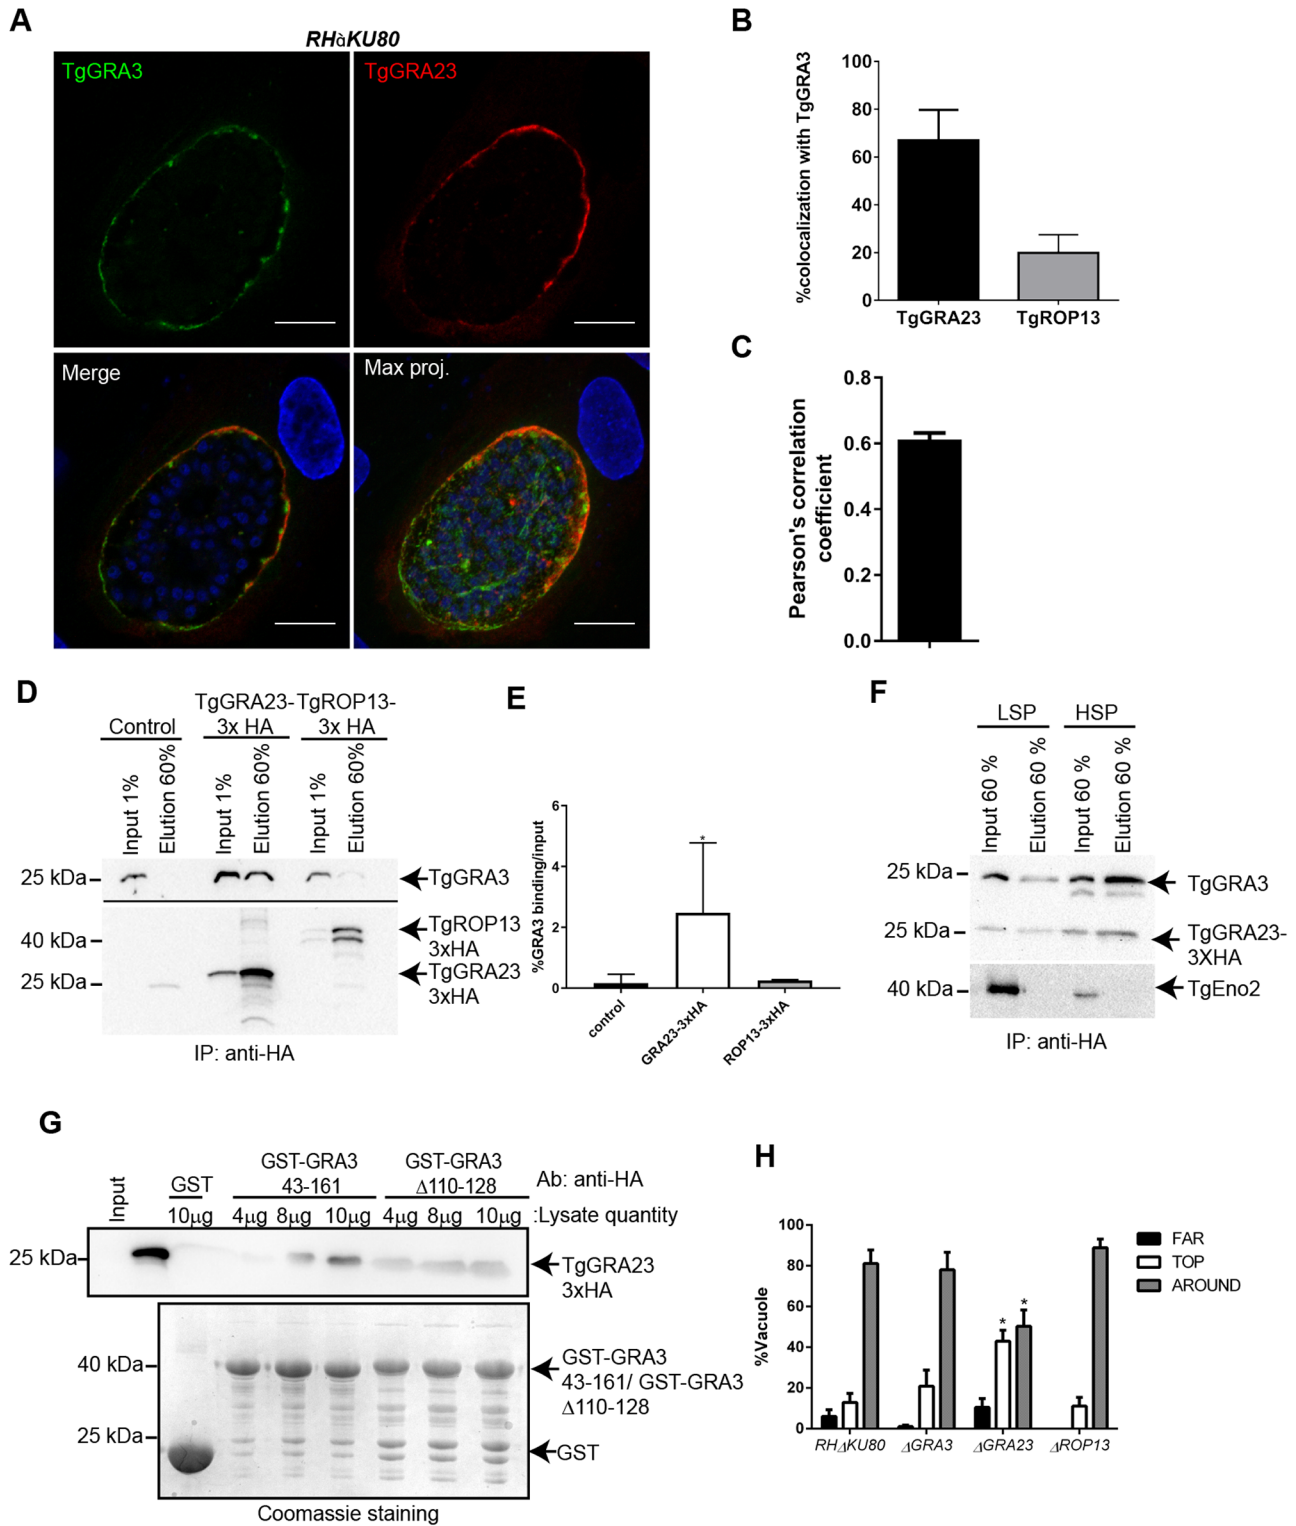 A
RHàKU80
TgGRA3
TgGRA23
Merge
Max proj.
B
%colocalization with TgGRA3
100
80
60
40
20
0
TgGRA23
TgROP13
C
Pearson's correlation
coefficient
0.8
0.6
0.4
0.2
0.0
D
Control
TgGRA23-
3x HA
TgROP13-
3x HA
Input 1%
Elution 60%
Input 1%
Elution 60%
Input 1%
Elution 60%
25 kDa
TgGRA3
40 kDa
25 kDa
TgROP13
3xHA
TgGRA23
3xHA
IP: anti-HA
E
%GRA3 binding/input
6
4
2
0
*
control
GRA23-3xHA
ROP13-3xHA
F
LSP
HSP
Input 60 %
Elution 60 %
Input 60 %
Elution 60 %
25 kDa
TgGRA3
25 kDa
TgGRA23-
3XHA
40 kDa
TgEno2
IP: anti-HA
G
Input
GST
GST-GRA3
43-161
GST-GRA3
Δ110-128
Ab: anti-HA
10µg
4µg
8µg
10µg
4µg
8µg
10µg
:Lysate quantity
25 kDa
TgGRA23
3xHA
40 kDa
GST-GRA3
43-161/ GST-GRA3
Δ110-128
25 kDa
GST
Coomassie staining
H
%Vacuole
100
80
60
40
20
0
*
*
RHΔKU80
ΔGRA3
ΔGRA23
ΔROP13
FAR
TOP
AROUND